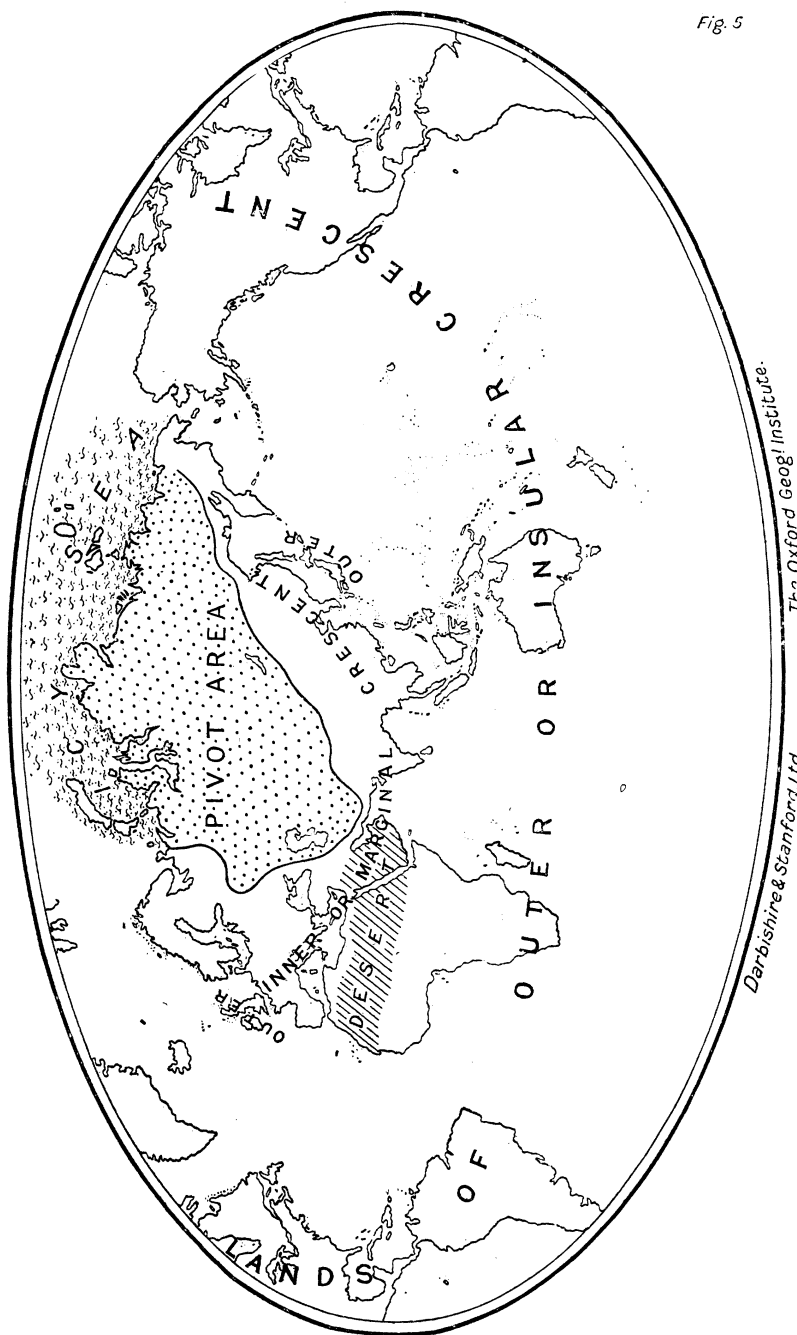 Fig. 5
ICY SEA
PIVOT AREA
INNER OR MARGINAL CRESCENT
DESERT
OUTER
OUTER
LANDS OF OUTER OR INSULAR CRESCENT
Darbishire & Stanford Ltd.
The Oxford Geog! Institute.